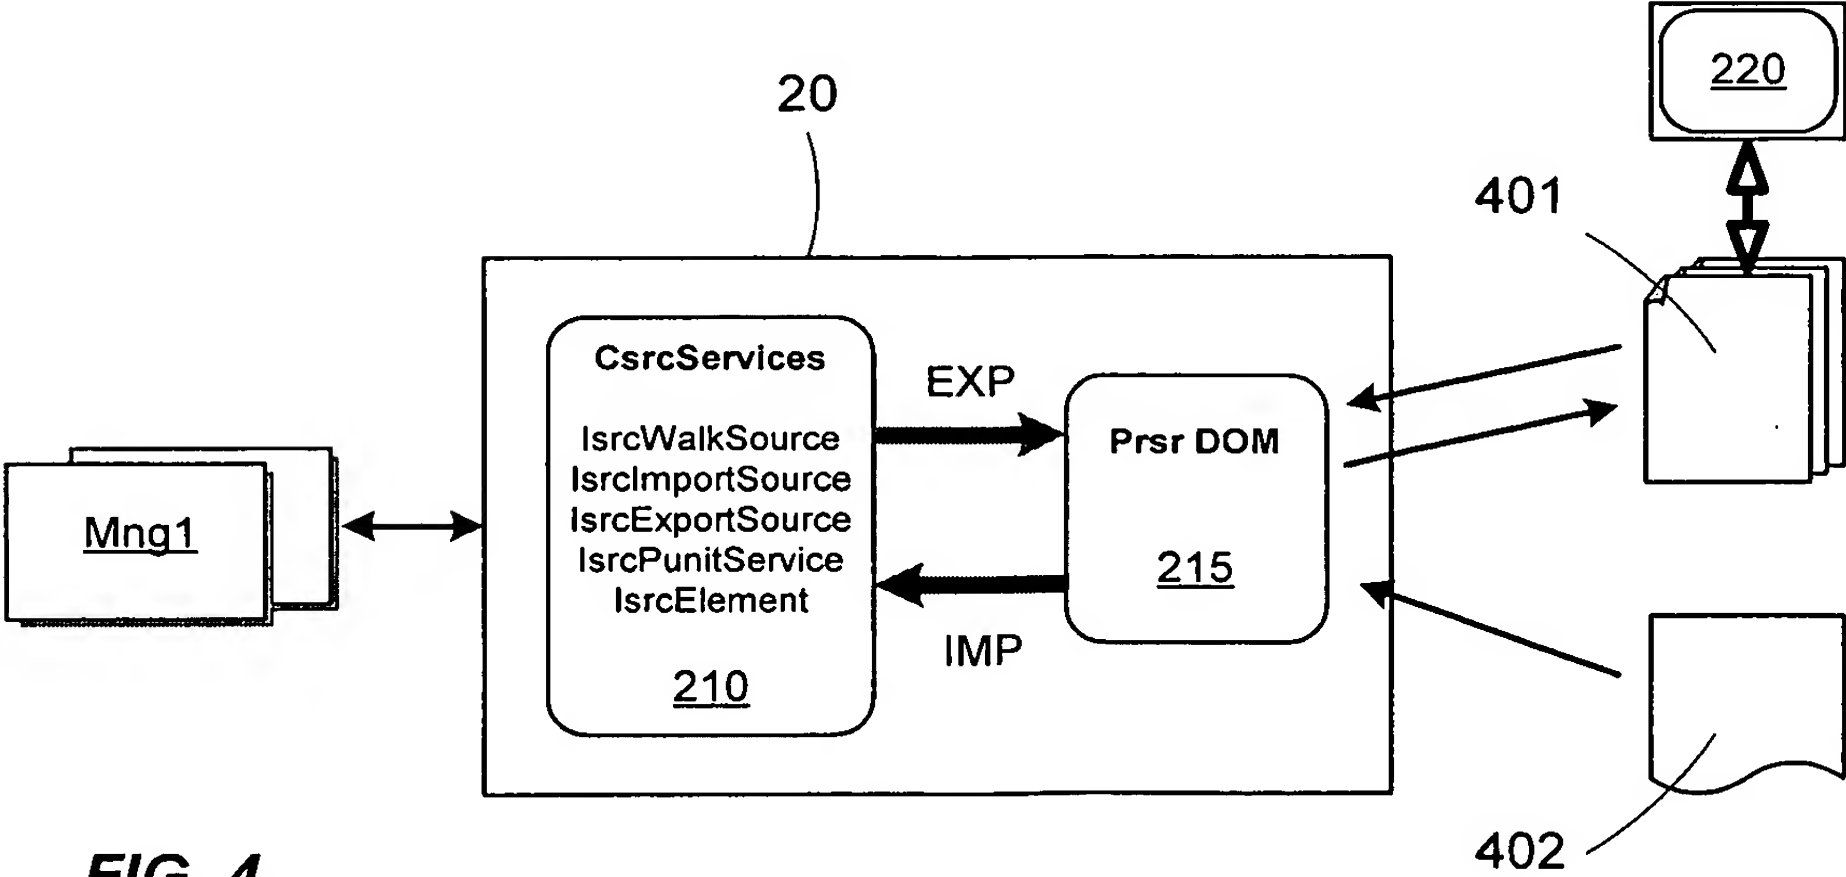 220
20
401
CsrcServices
EXP
IsrcWalkSource
Prsr DOM
IsrcImportSource
IsrcExportSource
Mng1
IsrcPunitService
215
IsrcElement
IMP
210
402
FIG. 4